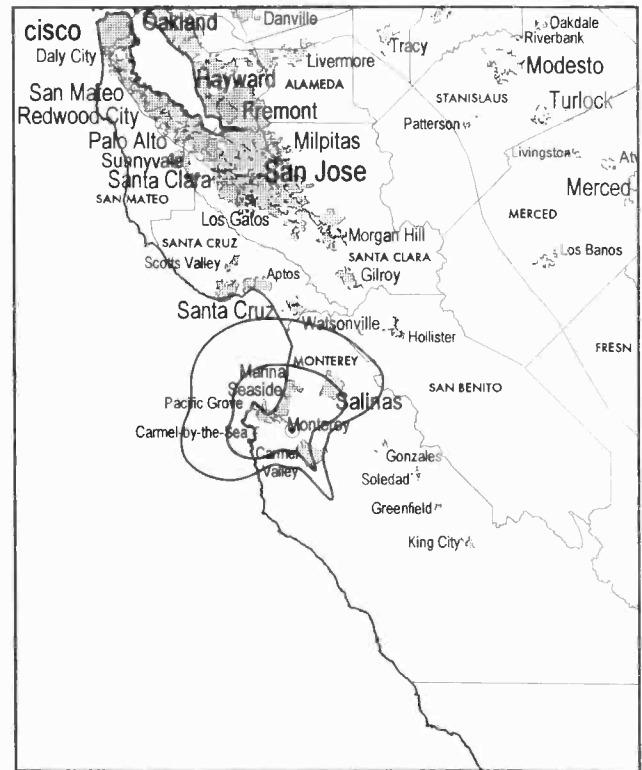 cisco
Oakland
Danville
Oakdale
Riverbank
Daly City
Tracy
Livermore
Modesto
Hayward
ALAMEDA
San Mateo
STANISLAUS
Turlock
Redwood City
Fremont
Patterson
Palo Alto
Milpitas
Sunnyvale
Livingston
At
Santa Clara
San Jose
Merced
SAN MATEO
Los Gatos
MERCED
Morgan Hill
SANTA CRUZ
SANTA CLARA
Los Banos
Scotts Valley
Aptos
Gilroy
Santa Cruz
Watsonville
Hollister
FRESN
MONTEREY
Marina
SAN BENITO
Seaside
Salinas
Pacific Grove
Monterey
Carmel-by-the-Sea
Carmel
Valley
Gonzales
Soledad
Greenfield
King City